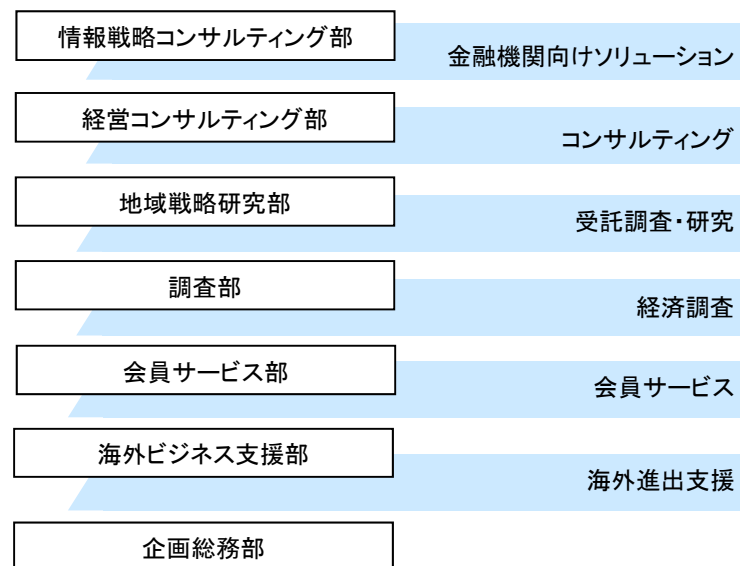 情報戦略コンサルティング部
金融機関向けソリューション
経営コンサルティング部
コンサルティング
地域戦略研究部
受託調査・研究
調査部
経済調査
会員サービス部
会員サービス
海外ビジネス支援部
海外進出支援
企画総務部